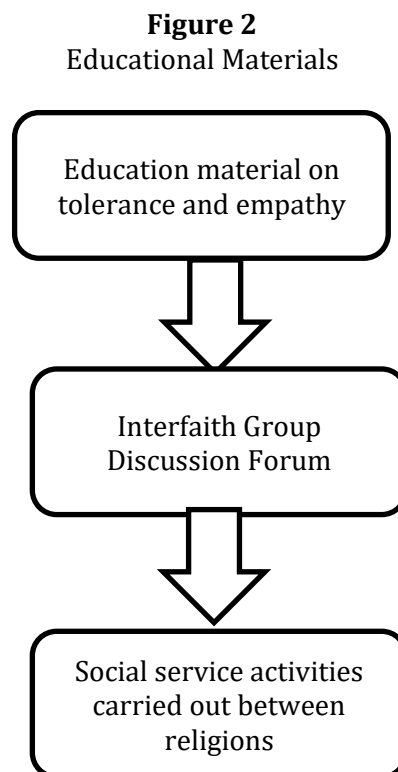 Figure 2
Educational Materials
Education material on
tolerance and empathy
Interfaith Group
Discussion Forum
Social service activities
carried out between
religions